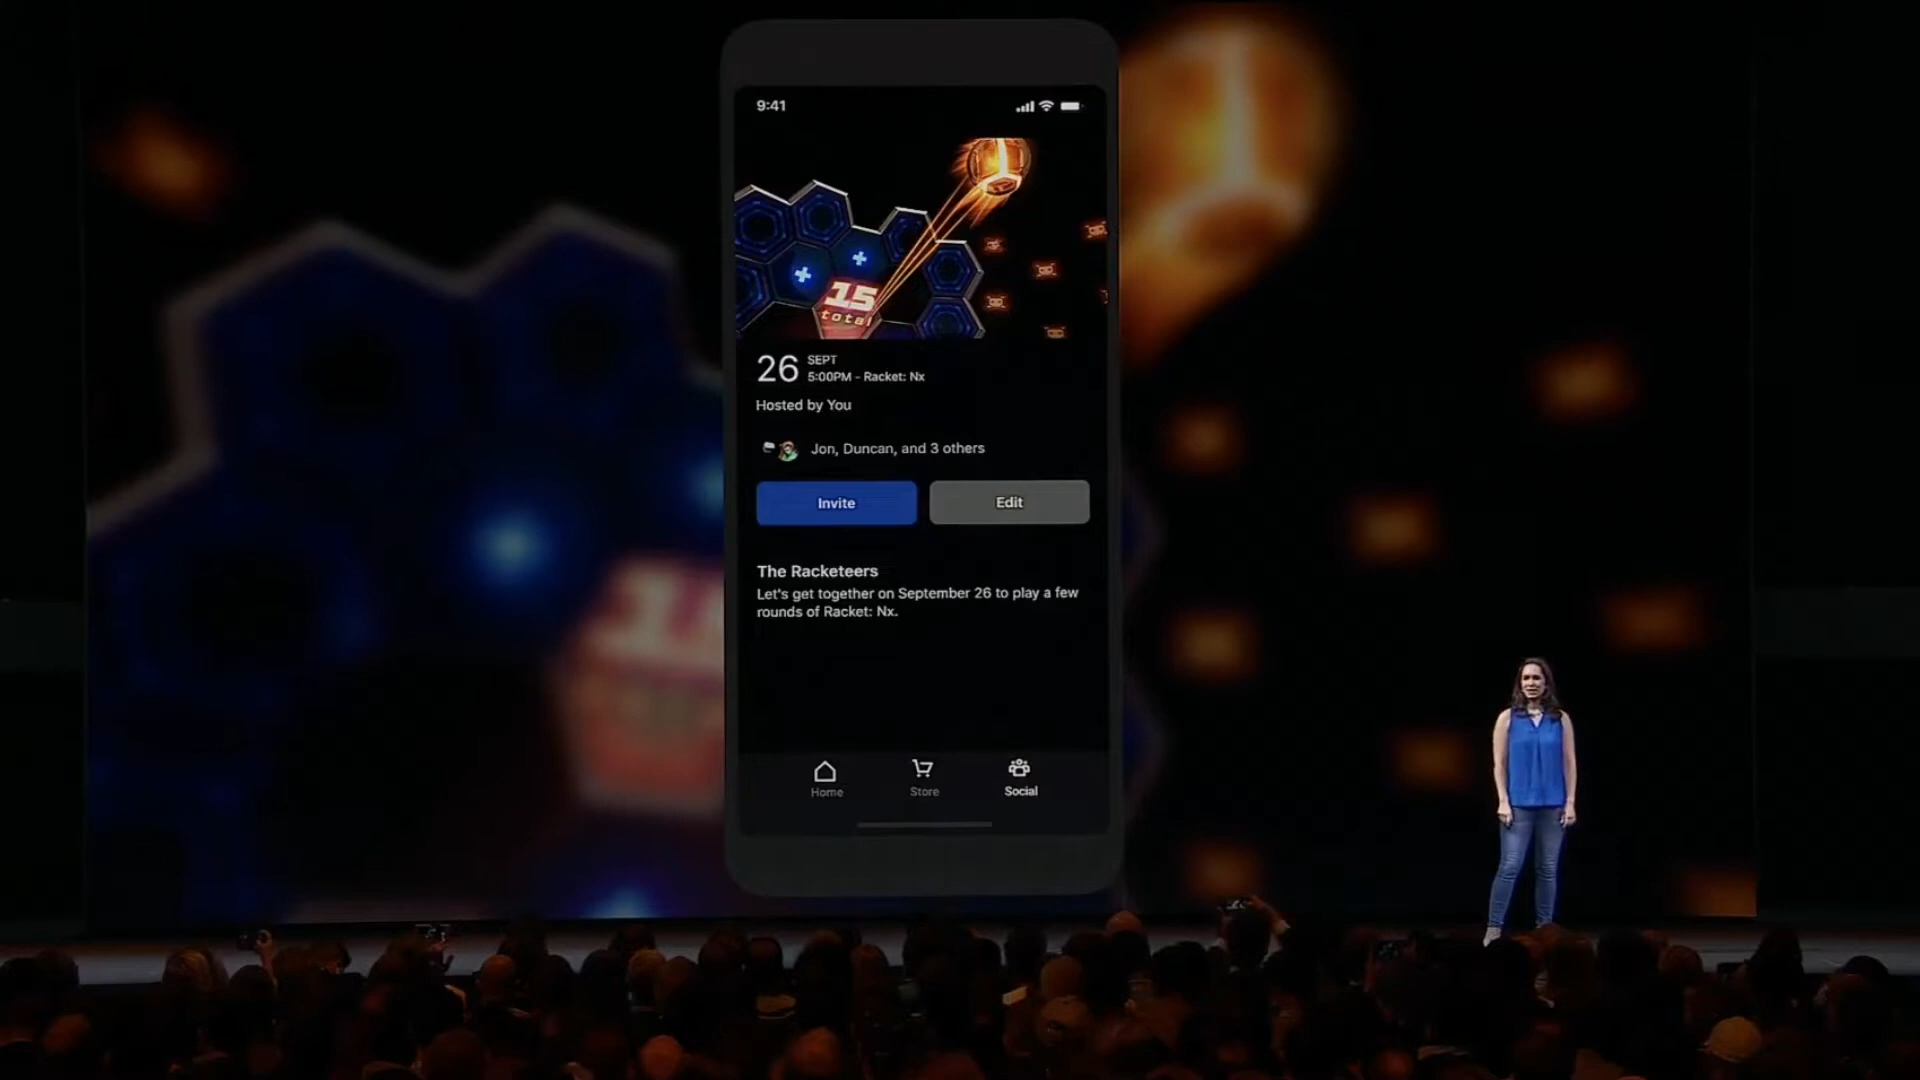 9:41
15
total
26
SEPT
5:00PM - Racket: Nx
Hosted by You
Jon, Duncan, and 3 others
Invite
Edit
The Racketeers
Let's get together on September 26 to play a few
rounds of Racket: Nx.
Home
Store
Social